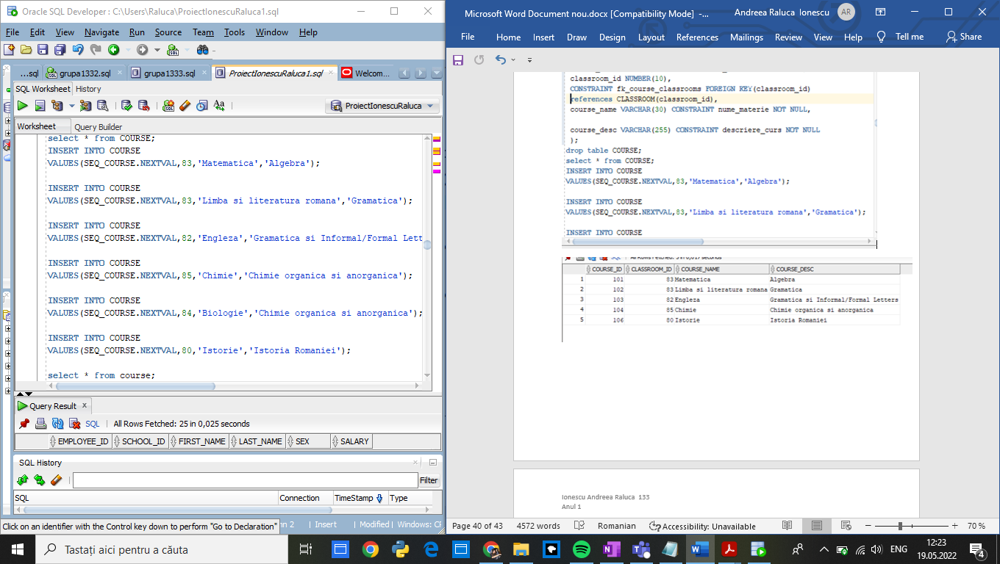 Oracle SQL Developer : C:\Users\Raluca\ProiectIonescuRaluca1.sql
File Edit View Navigate Run Source Team Tools Window Help
...sql grupa1332.sql grupa1333.sql ProiectIonescuRaluca1.sql Welcom...
SQL Worksheet History
ProiectIonescuRaluca
Worksheet Query Builder
select * from COURSE;
INSERT INTO COURSE
VALUES(SEQ_COURSE.NEXTVAL,83,'Matematica','Algebra');
INSERT INTO COURSE
VALUES(SEQ_COURSE.NEXTVAL,83,'Limba si literatura romana','Gramatica');
INSERT INTO COURSE
VALUES(SEQ_COURSE.NEXTVAL,82,'Engleza','Gramatica si Informal/Formal Lett
INSERT INTO COURSE
VALUES(SEQ_COURSE.NEXTVAL,85,'Chimie','Chimie organica si anorganica');
INSERT INTO COURSE
VALUES(SEQ_COURSE.NEXTVAL,84,'Biologie','Chimie organica si anorganica');
INSERT INTO COURSE
VALUES(SEQ_COURSE.NEXTVAL,80,'Istorie','Istoria Romaniei');
select * from course;
Query Result x
SQL | All Rows Fetched: 25 in 0,025 seconds
EMPLOYEE_ID SCHOOL_ID FIRST_NAME LAST_NAME SEX SALARY
SQL History
Filter
SQL Connection TimeStamp Type
Click on an identifier with the Control key down to perform "Go to Declaration" nn 2 | Insert | Modified | Windows: CF
Microsoft Word Document nou.docx [Compatibility Mode] -... Andreea Raluca Ionescu AR
File Home Insert Draw Design Layout References Mailings Review View Help Tell me Share
classroom_id NUMBER(10),
CONSTRAINT fk_course_classrooms FOREIGN KEY(classroom_id)
references CLASSROOM(classroom_id),
course_name VARCHAR(30) CONSTRAINT nume_materie NOT NULL,
course_desc VARCHAR(255) CONSTRAINT descriere_curs NOT NULL
);
drop table COURSE;
select * from COURSE;
INSERT INTO COURSE
VALUES(SEQ_COURSE.NEXTVAL,83,'Matematica','Algebra');
INSERT INTO COURSE
VALUES(SEQ_COURSE.NEXTVAL,83,'Limba si literatura romana','Gramatica');
INSERT INTO COURSE
SQL | All Rows Fetched: 5 in 0,017 seconds
COURSE_ID CLASSROOM_ID COURSE_NAME COURSE_DESC
1 101 83 Matematica Algebra
2 102 83 Limba si literatura romana Gramatica
3 103 82 Engleza Gramatica si Informal/Formal Letters
4 104 85 Chimie Chimie organica si anorganica
5 106 80 Istorie Istoria Romaniei
Ionescu Andreea Raluca 133
Anul 1
Page 40 of 43 4572 words Romanian Accessibility: Unavailable 70 %
Tastați aici pentru a căuta
ENG
12:23
19.05.2022
4